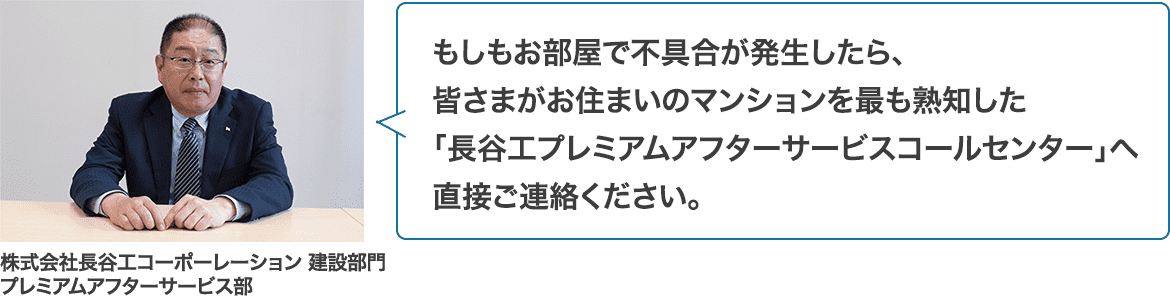 もしもお部屋で不具合が発生したら、
皆さまがお住まいのマンションを最も熟知した
「長谷工プレミアムアフターサービスコールセンター」へ
直接ご連絡ください。
株式会社長谷工コーポレーション 建設部門
プレミアムアフターサービス部